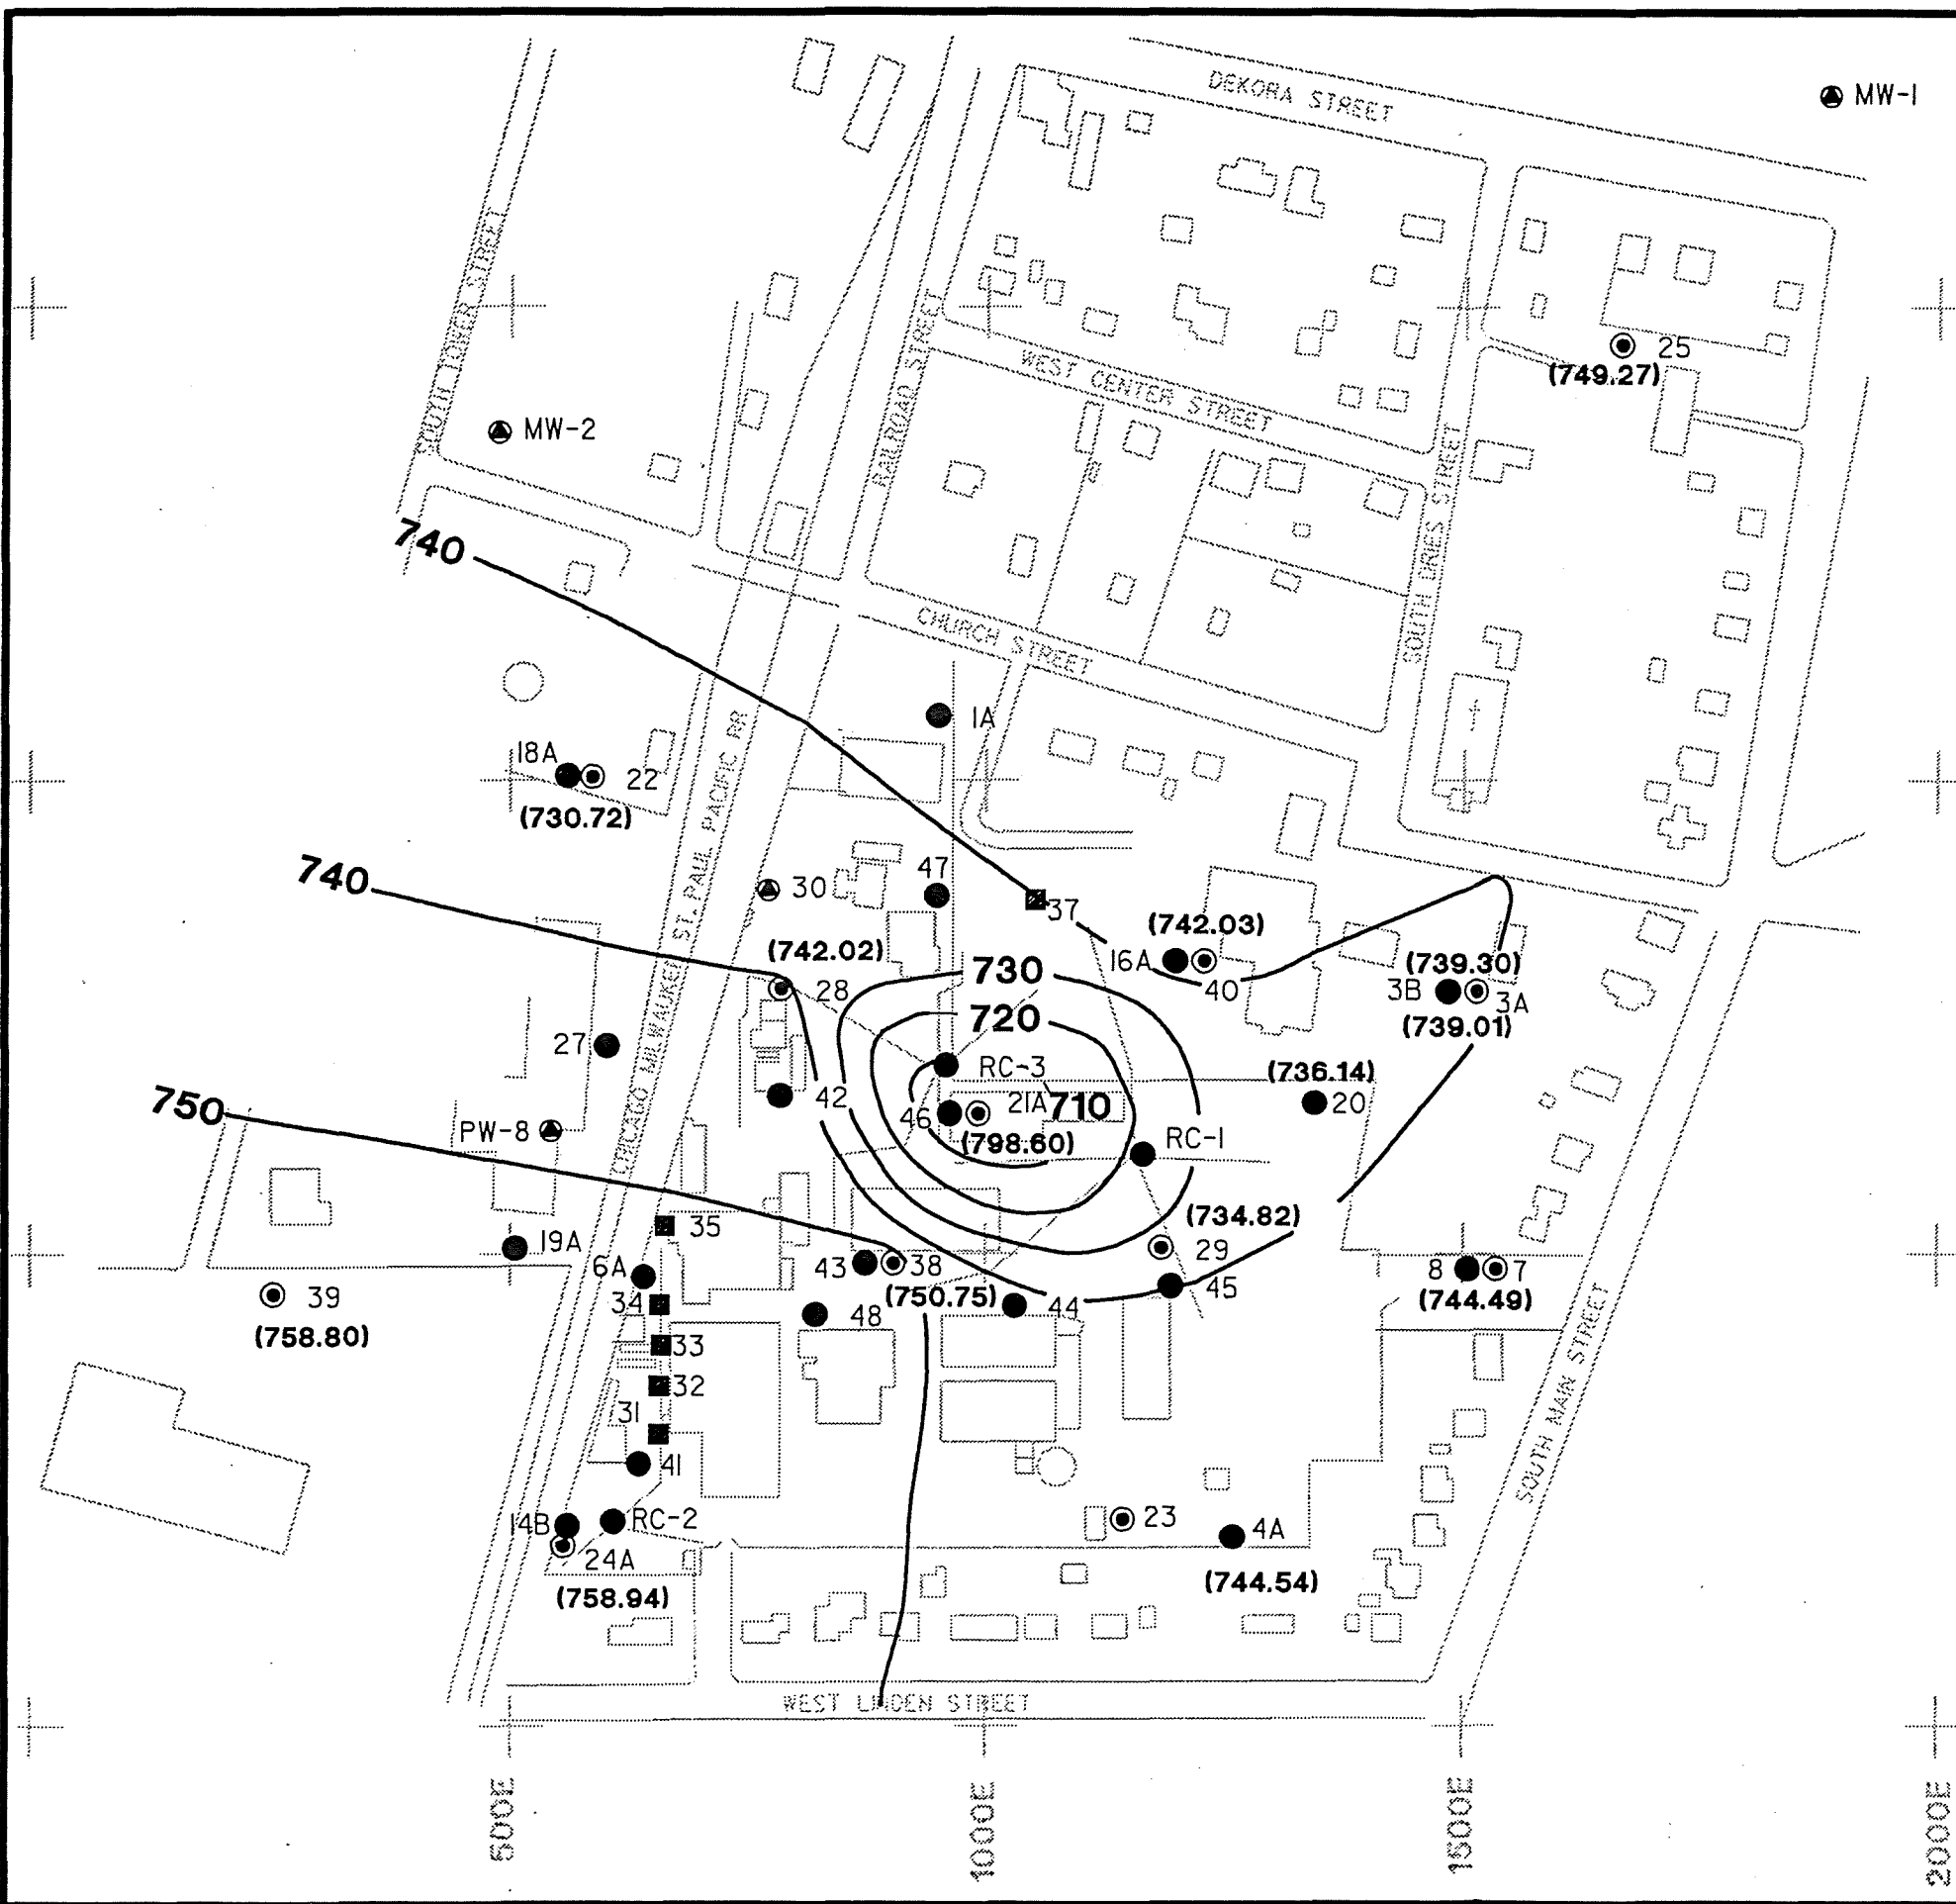 DEKORA STREET
MW-1
SOUTH TOWER STREET
RAILROAD STREET
25
(749.27)
WEST CENTER STREET
MW-2
SOUTH DRIES STREET
740
CHURCH STREET
1A
18A
22
(730.72)
CHICAGO MILWAUKEE ST. PAUL PACIFIC RR
740
30
47
37
(742.03)
(742.02)
16A
40
730
(739.30)
28
3B
3A
720
(739.01)
27
RC-3
(736.14)
750
42
46
21A
710
20
PW-8
(798.60)
RC-1
35
(734.82)
19A
29
6A
43
38
8
7
39
34
(750.75)
44
45
(744.49)
(758.80)
48
33
32
31
SOUTH MAIN STREET
41
14B
RC-2
23
4A
24A
(758.94)
(744.54)
WEST LINDEN STREET
500E
1000E
1500E
2000E